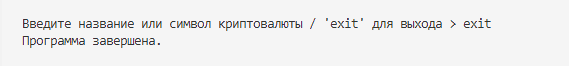 Введите название или символ криптовалюты / 'exit' для выхода > exit
Программа завершена.